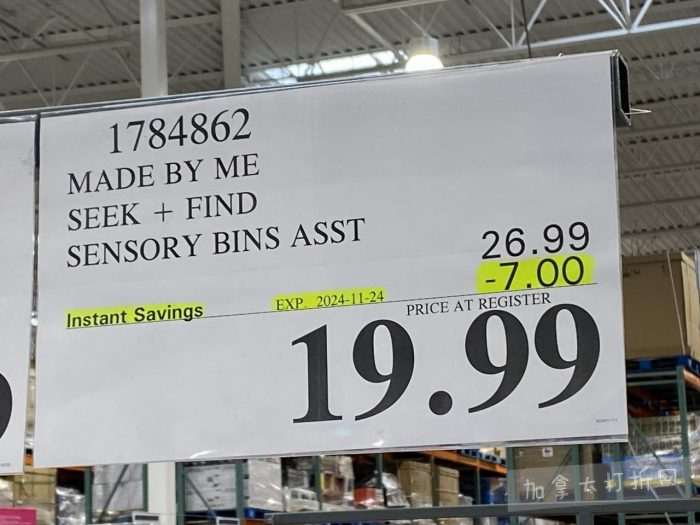 1784862
MADE BY ME
SEEK + FIND
SENSORY BINS ASST
26.99
-7.00
Instant Savings EXP. 2024-11-24 PRICE AT REGISTER
19.99
加拿大打折网